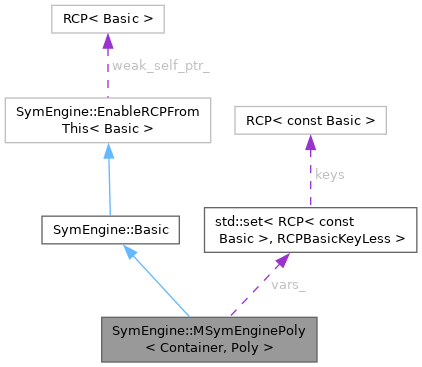 RCP< Basic >
weak_self_ptr_
SymEngine::EnableRCPFrom
This< Basic >
RCP< const Basic >
keys
SymEngine::Basic
std::set< RCP< const
Basic >, RCPBasicKeyLess >
vars_
SymEngine::MSymEnginePoly
< Container, Poly >